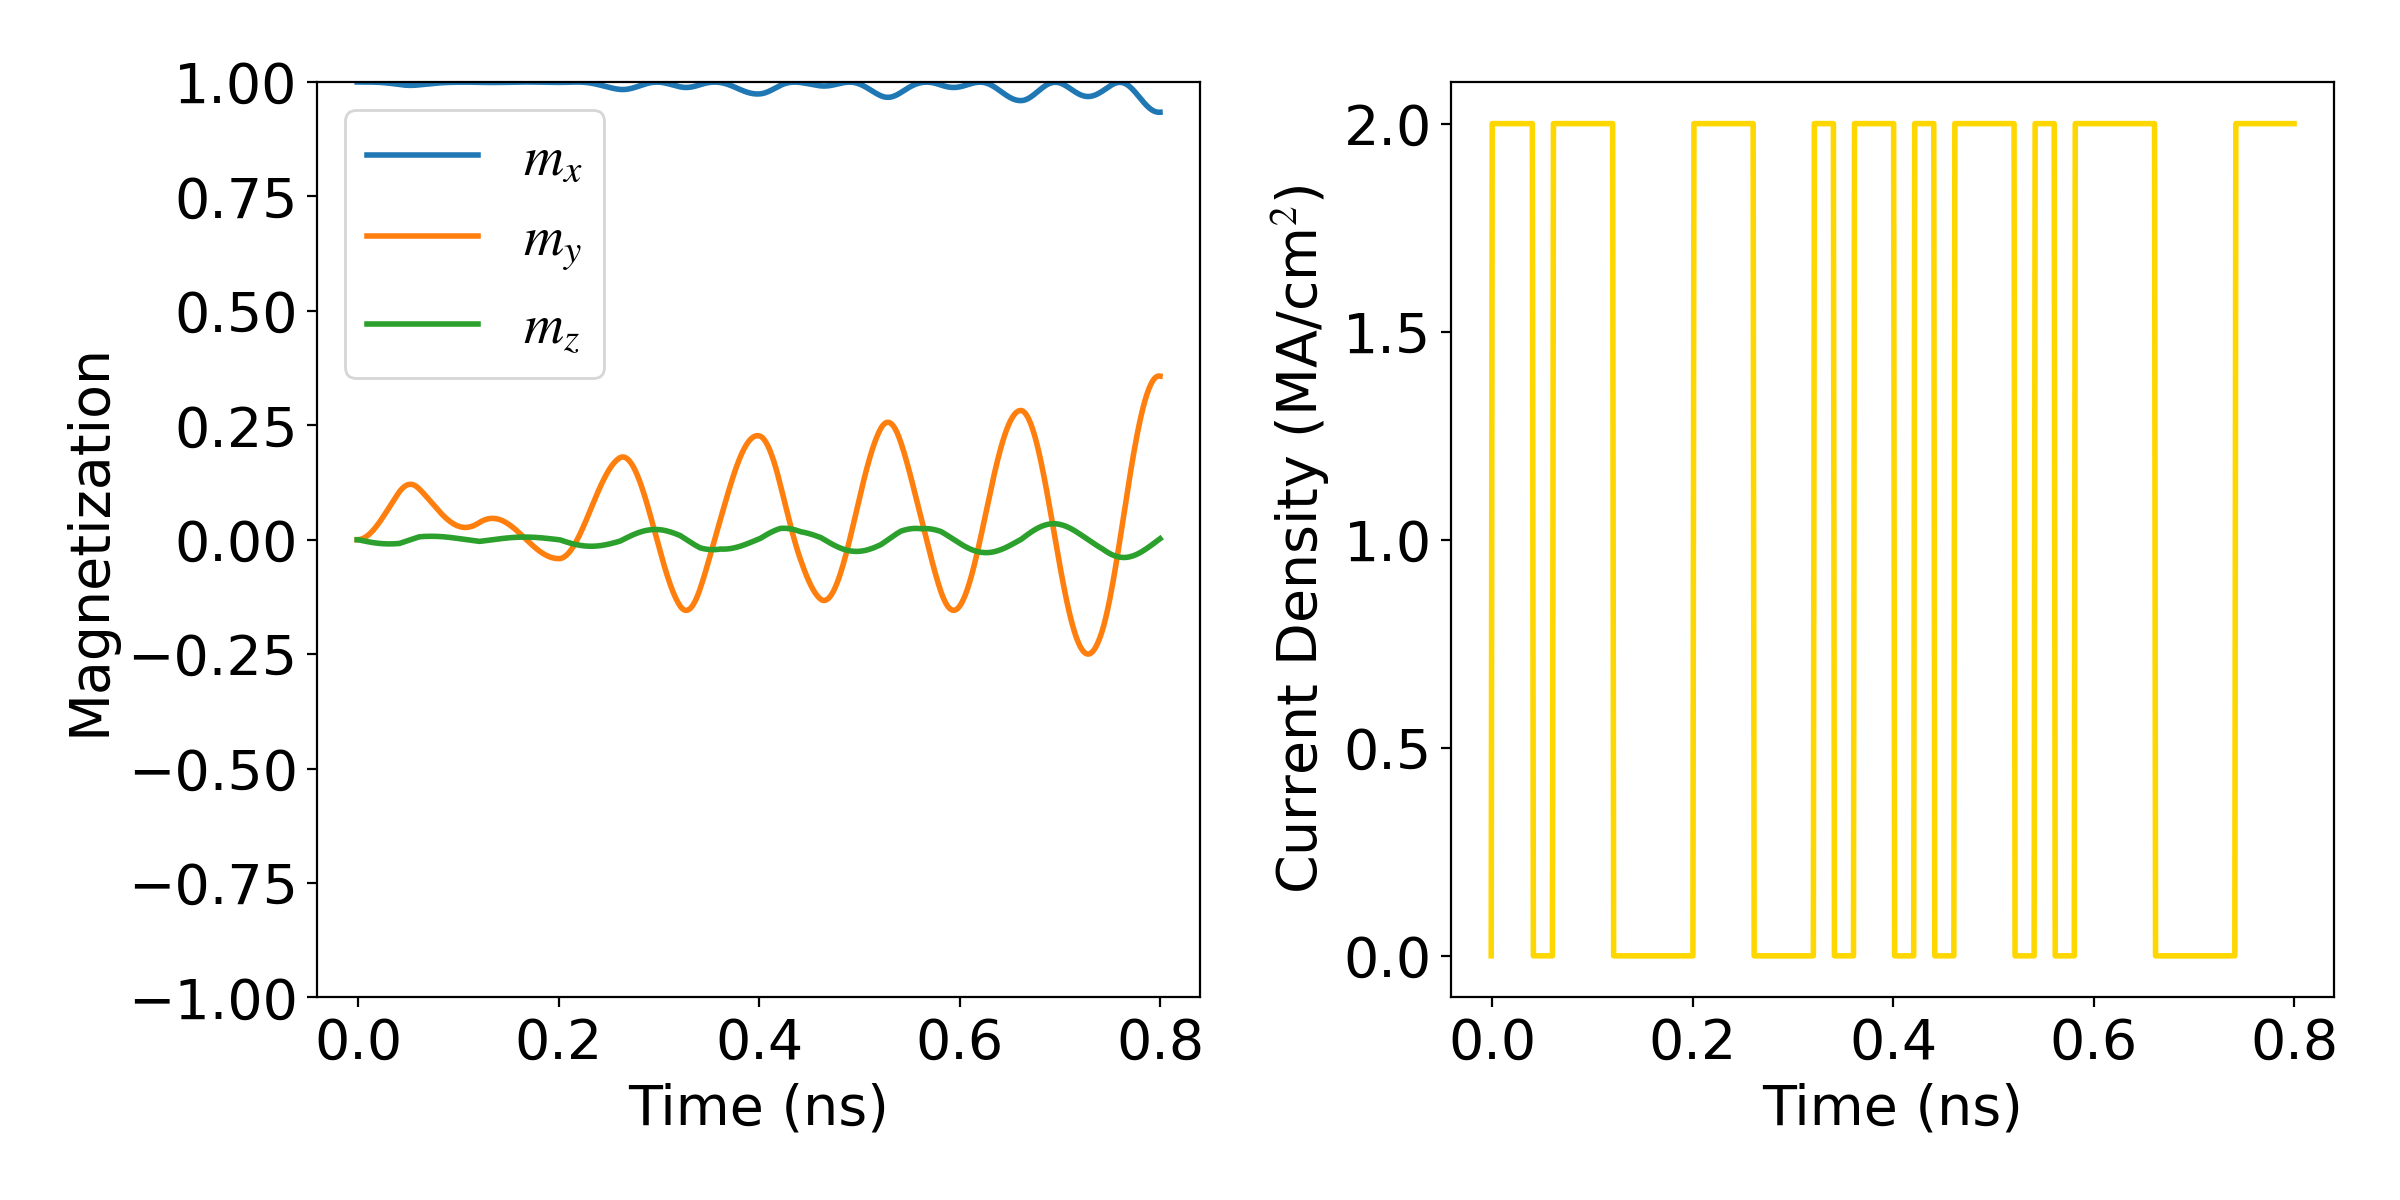 1.00
0.75
0.50
0.25
0.00
−0.25
−0.50
−0.75
−1.00
Magnetization
m_x
m_y
m_z
0.0 0.2 0.4 0.6 0.8
Time (ns)
2.0
1.5
1.0
0.5
0.0
Current Density (MA/cm²)
0.0 0.2 0.4 0.6 0.8
Time (ns)